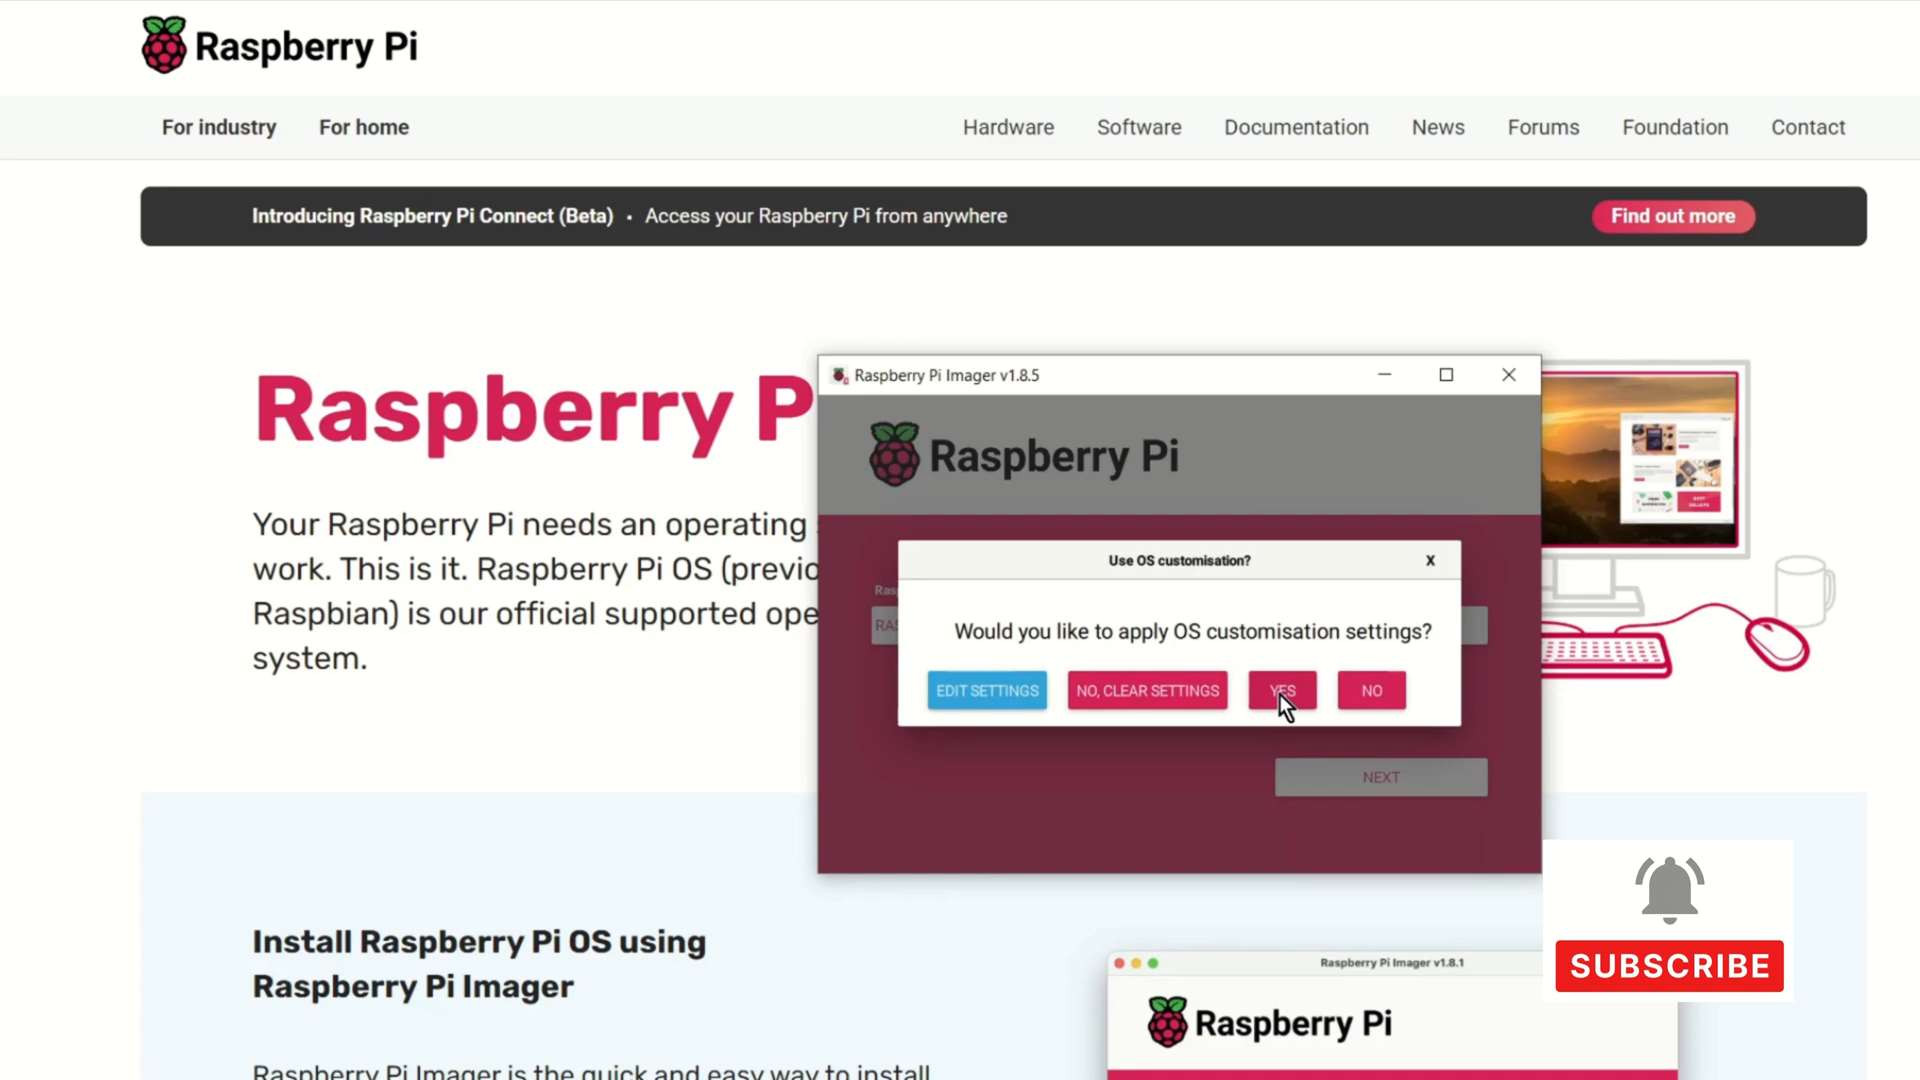 Raspberry Pi
For industry For home Hardware Software Documentation News Forums Foundation Contact
Introducing Raspberry Pi Connect (Beta) • Access your Raspberry Pi from anywhere Find out more
Raspberry P
Your Raspberry Pi needs an operating
work. This is it. Raspberry Pi OS (previo
Raspbian) is our official supported ope
system.
Raspberry Pi Imager v1.8.5
Raspberry Pi
Use OS customisation? X
Would you like to apply OS customisation settings?
EDIT SETTINGS NO, CLEAR SETTINGS YES NO
NEXT
Install Raspberry Pi OS using
Raspberry Pi Imager
Raspberry Pi Imager is the quick and easy way to install
Raspberry Pi Imager v1.8.1
Raspberry Pi
SUBSCRIBE